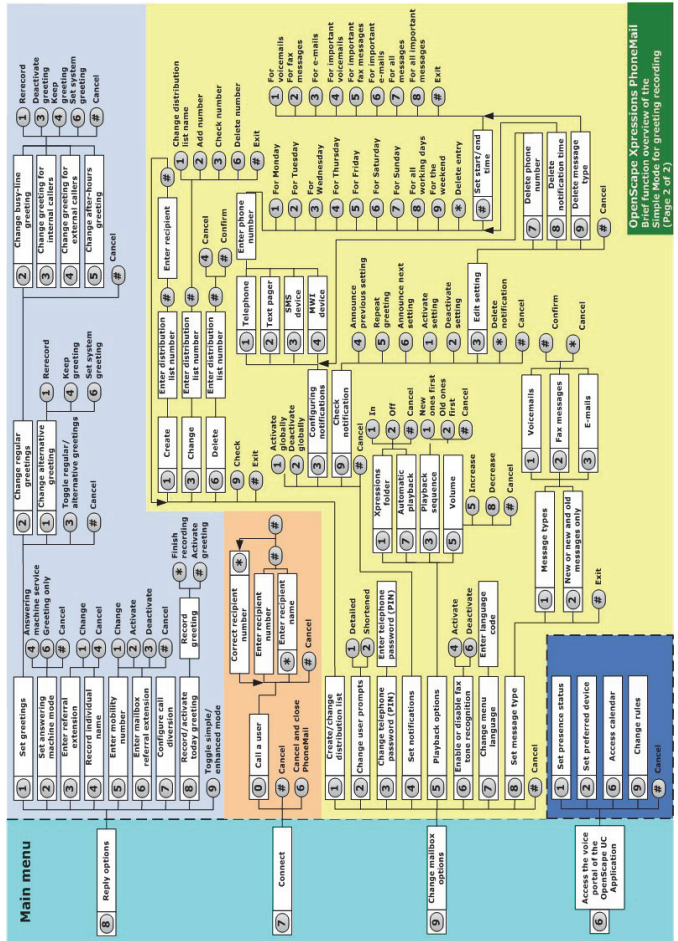 Main menu
8
Reply options
1
Set greetings
2
Set answering
machine mode
3
Enter referral
extension
4
Record individual
name
5
Enter mobility
number
6
Enter mailbox
referral extension
7
Configure call
diversion
8
Record/activate
today greeting
9
Toggle simple/
enhanced mode
4
Answering
machine service
6
Greeting only
#
Cancel
1
Change
4
Cancel
1
Change
2
Activate
3
Deactivate
#
Cancel
Record
greeting
*
Finish
recording
#
Activate
greeting
2
Change regular
greetings
1
Change alternative
greeting
3
Toggle regular/
alternative greetings
#
Cancel
1
Rerecord
4
Keep
greeting
6
Set system
greeting
2
Change busy-line
greeting
3
Change greeting for
internal callers
4
Change greeting for
external callers
5
Change after-hours
greeting
#
Cancel
1
Rerecord
3
Deactivate
greeting
4
Keep
greeting
6
Set system
greeting
#
Cancel
7
Connect
0
Call a user
#
Cancel
6
Cancel and close
PhoneMail
*
Correct recipient
number
Enter recipient
number
*
Enter recipient
name
#
Cancel
#
#
9
Change mailbox
options
1
Create/change
distribution list
2
Change user prompts
3
Change telephone
password (PIN)
4
Set notifications
5
Playback options
6
Enable or disable fax
tone recognition
7
Change menu
language
8
Set message type
#
Cancel
1
Detailed
2
Shortened
Enter telephone
password (PIN)
4
Activate
6
Deactivate
Enter language
code
1
Create
3
Change
6
Delete
9
Check
#
Exit
Enter distribution
list number
#
Enter distribution
list number
#
Enter distribution
list number
#
Enter recipient
#
4
Cancel
#
Confirm
1
Change distribution
list name
2
Add number
3
Check number
6
Delete number
#
Exit
1
Activate
globally
2
Deactivate
globally
3
Configuring
notifications
9
Check
notification
#
Cancel
1
Telephone
2
Text pager
3
SMS
device
4
MWI
device
#
Enter phone
number
4
Announce
previous setting
5
Repeat
greeting
6
Announce next
setting
1
Activate
setting
2
Deactivate
setting
3
Edit setting
*
Delete
notification
#
Cancel
1
For Monday
2
For Tuesday
3
For Wednesday
4
For Thursday
5
For Friday
6
For Saturday
7
For Sunday
8
For all
working days
9
For the
weekend
*
Delete entry
#
Set start/end
time
7
Delete phone
number
8
Delete
notification time
9
Delete message
type
#
Cancel
1
For
voicemails
2
For fax
messages
3
For e-mails
4
For important
voicemails
5
For important
fax messages
6
For important
e-mails
7
For all
messages
8
For all important
messages
#
Exit
1
Xpressions
folder
7
Automatic
playback
3
Playback
sequence
5
Volume
1
In
2
Off
#
Cancel
1
New
ones first
2
Old ones
first
#
Cancel
5
Increase
8
Decrease
#
Cancel
1
Message types
2
New or new and old
messages only
#
Exit
1
Voicemails
2
Fax messages
3
E-mails
#
Confirm
*
Cancel
6
Access the voice
portal of the
OpenScape UC
Application
1
Set presence status
2
Set preferred device
6
Access calendar
9
Change rules
#
Cancel
OpenScape Xpressions PhoneMail
Brief function overview of the
Simple Mode for greeting recording
(Page 2 of 2)